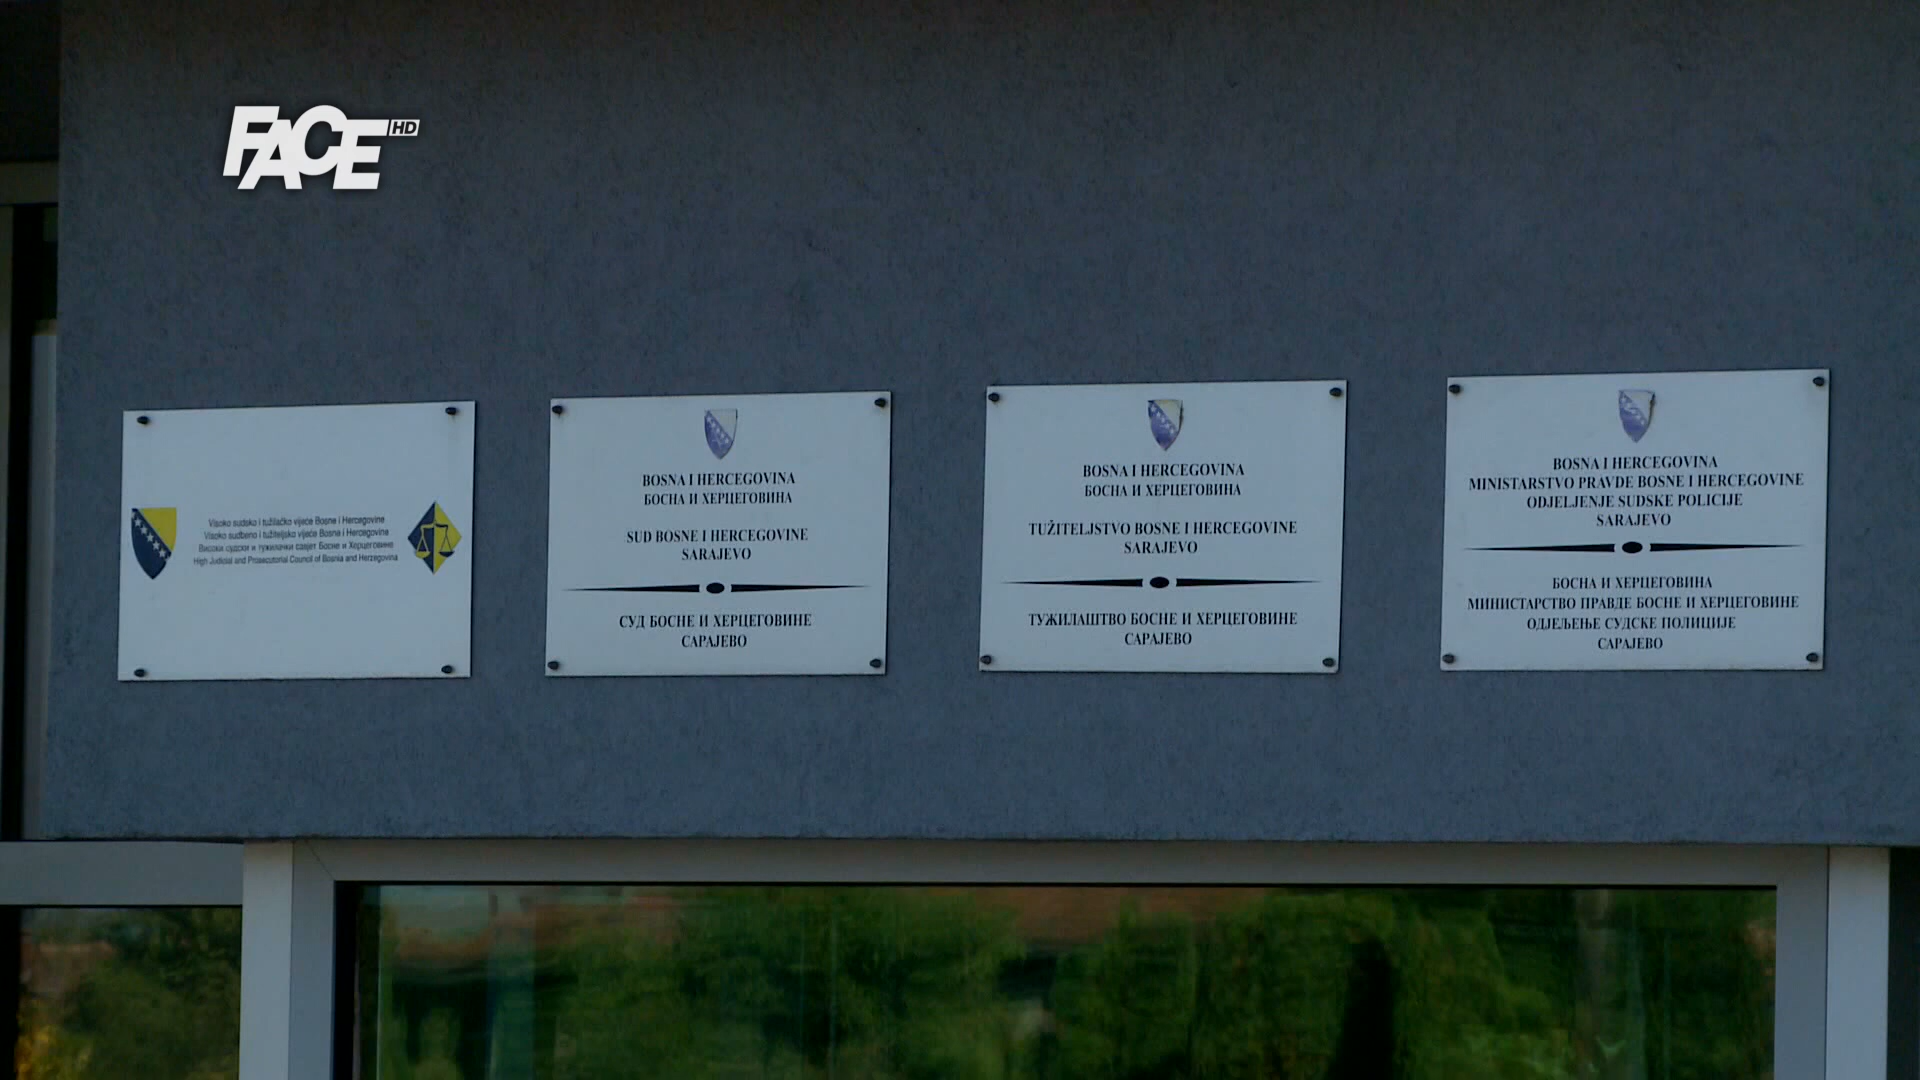 FACE HD
Visoko sudsko i tužilačko vijeće Bosne i Hercegovine
Visoko sudbeno i tužiteljsko vijeće Bosne i Hercegovine
Високи судски и тужилачки савјет Босне и Херцеговине
High Judicial and Prosecutorial Council of Bosnia and Herzegovina
BOSNA I HERCEGOVINA
БОСНА И ХЕРЦЕГОВИНА
SUD BOSNE I HERCEGOVINE
SARAJEVO
СУД БОСНЕ И ХЕРЦЕГОВИНЕ
САРАЈЕВО
BOSNA I HERCEGOVINA
БОСНА И ХЕРЦЕГОВИНА
TUŽITELJSTVO BOSNE I HERCEGOVINE
SARAJEVO
ТУЖИЛАШТВО БОСНЕ И ХЕРЦЕГОВИНЕ
САРАЈЕВО
BOSNA I HERCEGOVINA
MINISTARSTVO PRAVDE BOSNE I HERCEGOVINE
ODJELJENJE SUDSKE POLICIJE
SARAJEVO
БОСНА И ХЕРЦЕГОВИНА
МИНИСТАРСТВО ПРАВДЕ БОСНЕ И ХЕРЦЕГОВИНЕ
ОДЈЕЉЕЊЕ СУДСКЕ ПОЛИЦИЈЕ
САРАЈЕВО